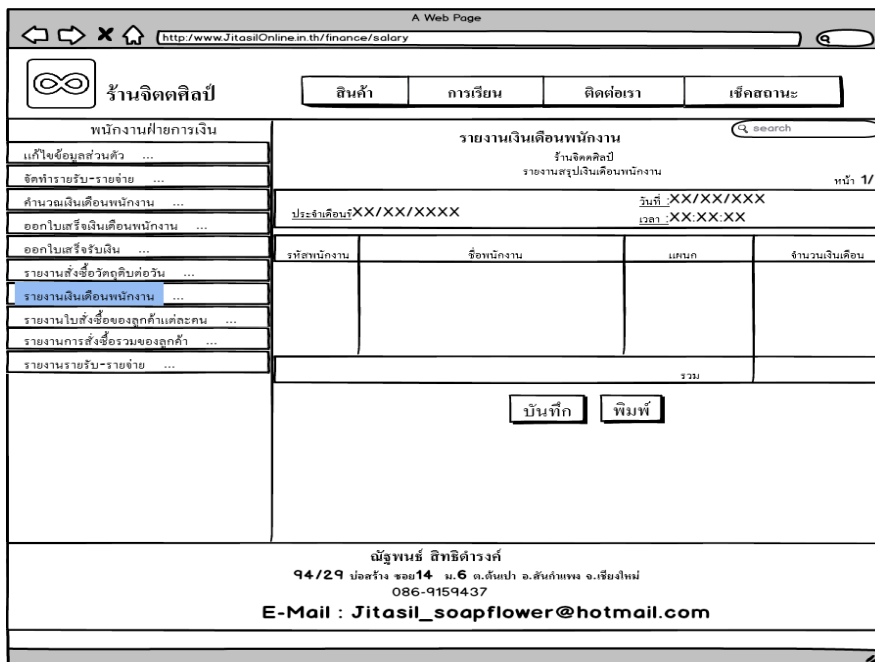 A Web Page
http:/www.JitasilOnline.in.th/finance/salary
ร้านจิตตศิลป์
สินค้า การเรียน ติดต่อเรา เช็คสถานะ
พนักงานฝ่ายการเงิน
แก้ไขข้อมูลส่วนตัว ...
จัดทำรายรับ-รายจ่าย ...
คำนวณเงินเดือนพนักงาน ...
ออกใบเสร็จเงินเดือนพนักงาน ...
ออกใบเสร็จรับเงิน ...
รายงานสั่งซื้อวัตถุดิบต่อวัน ...
รายงานเงินเดือนพนักงาน ...
รายงานใบสั่งซื้อของลูกค้าแต่ละคน ...
รายงานการสั่งซื้อรวมของลูกค้า ...
รายงานรายรับ-รายจ่าย ...
search
รายงานเงินเดือนพนักงาน
ร้านจิตตศิลป์
รายงานสรุปเงินเดือนพนักงาน
หน้า 1/
ประจำเดือนที่ XX/XX/XXXX
วันที่ :XX/XX/XXX
เวลา :XX:XX:XX
รหัสพนักงาน ชื่อพนักงาน แผนก จำนวนเงินเดือน
รวม
บันทึก พิมพ์
ณัฐพนธ์ สิทธิดำรงค์
94/29 บ่อสร้าง ซอย14 ม.6 ต.ต้นเปา อ.สันกำแพง จ.เชียงใหม่
086-9159437
E-Mail : Jitasil_soapflower@hotmail.com